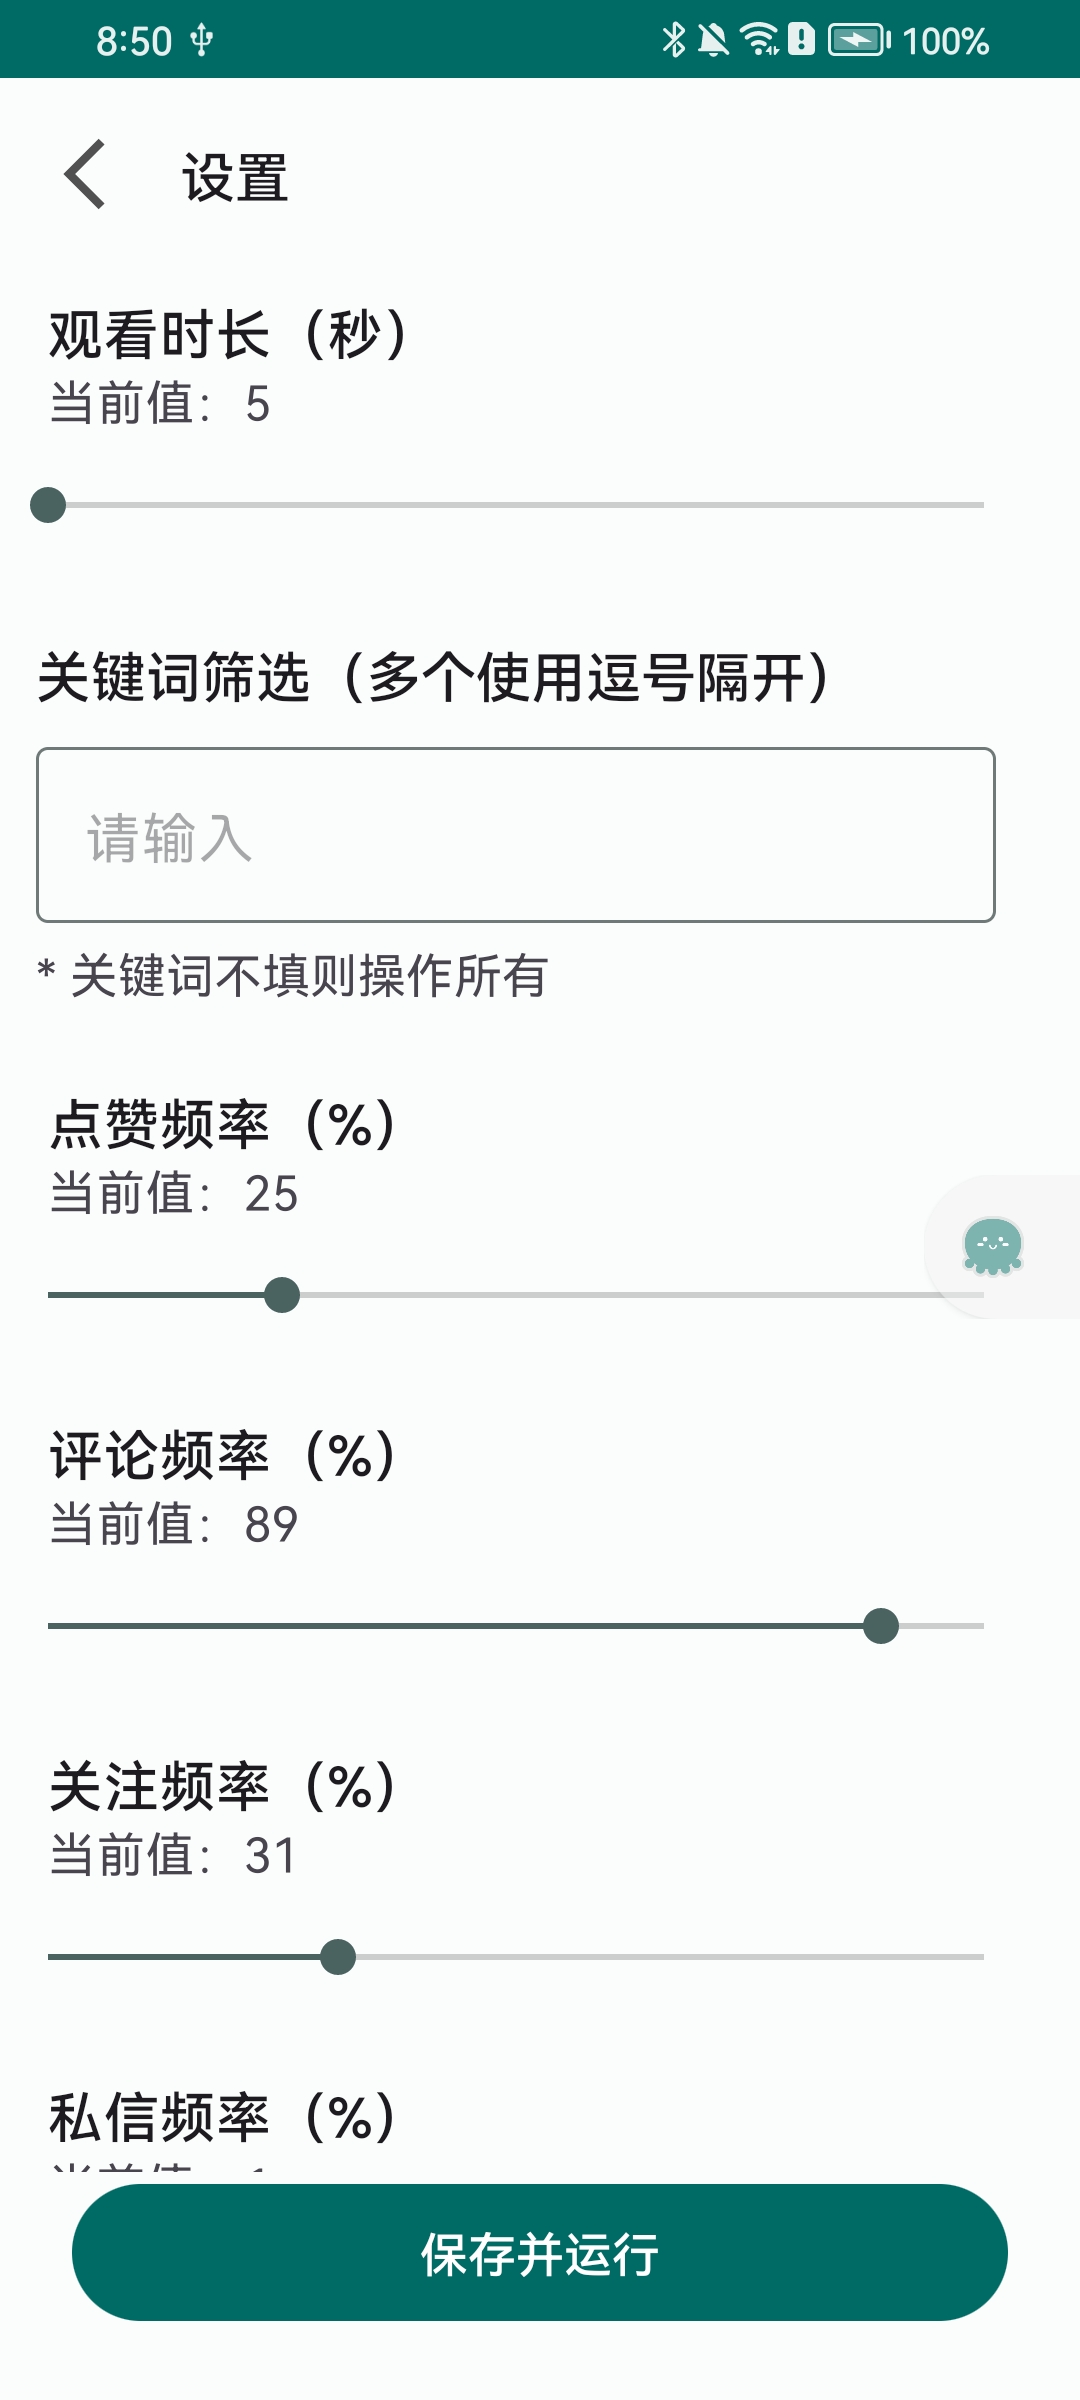 8:50
100%
设置
观看时长（秒）
当前值：5
关键词筛选（多个使用逗号隔开）
请输入
* 关键词不填则操作所有
点赞频率（%）
当前值：25
评论频率（%）
当前值：89
关注频率（%）
当前值：31
私信频率（%）
保存并运行